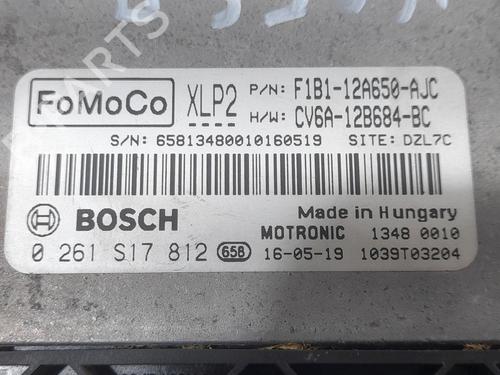 FoMoCo XLP2 P/N: F1B1-12A650-AJC
H/W: CV6A-12B684-BC
S/N: 65813480010160519 SITE: DZL7C
BOSCH Made in Hungary
MOTRONIC 1348 0010
0 261 S17 812 65B 16-05-19 1039T03204